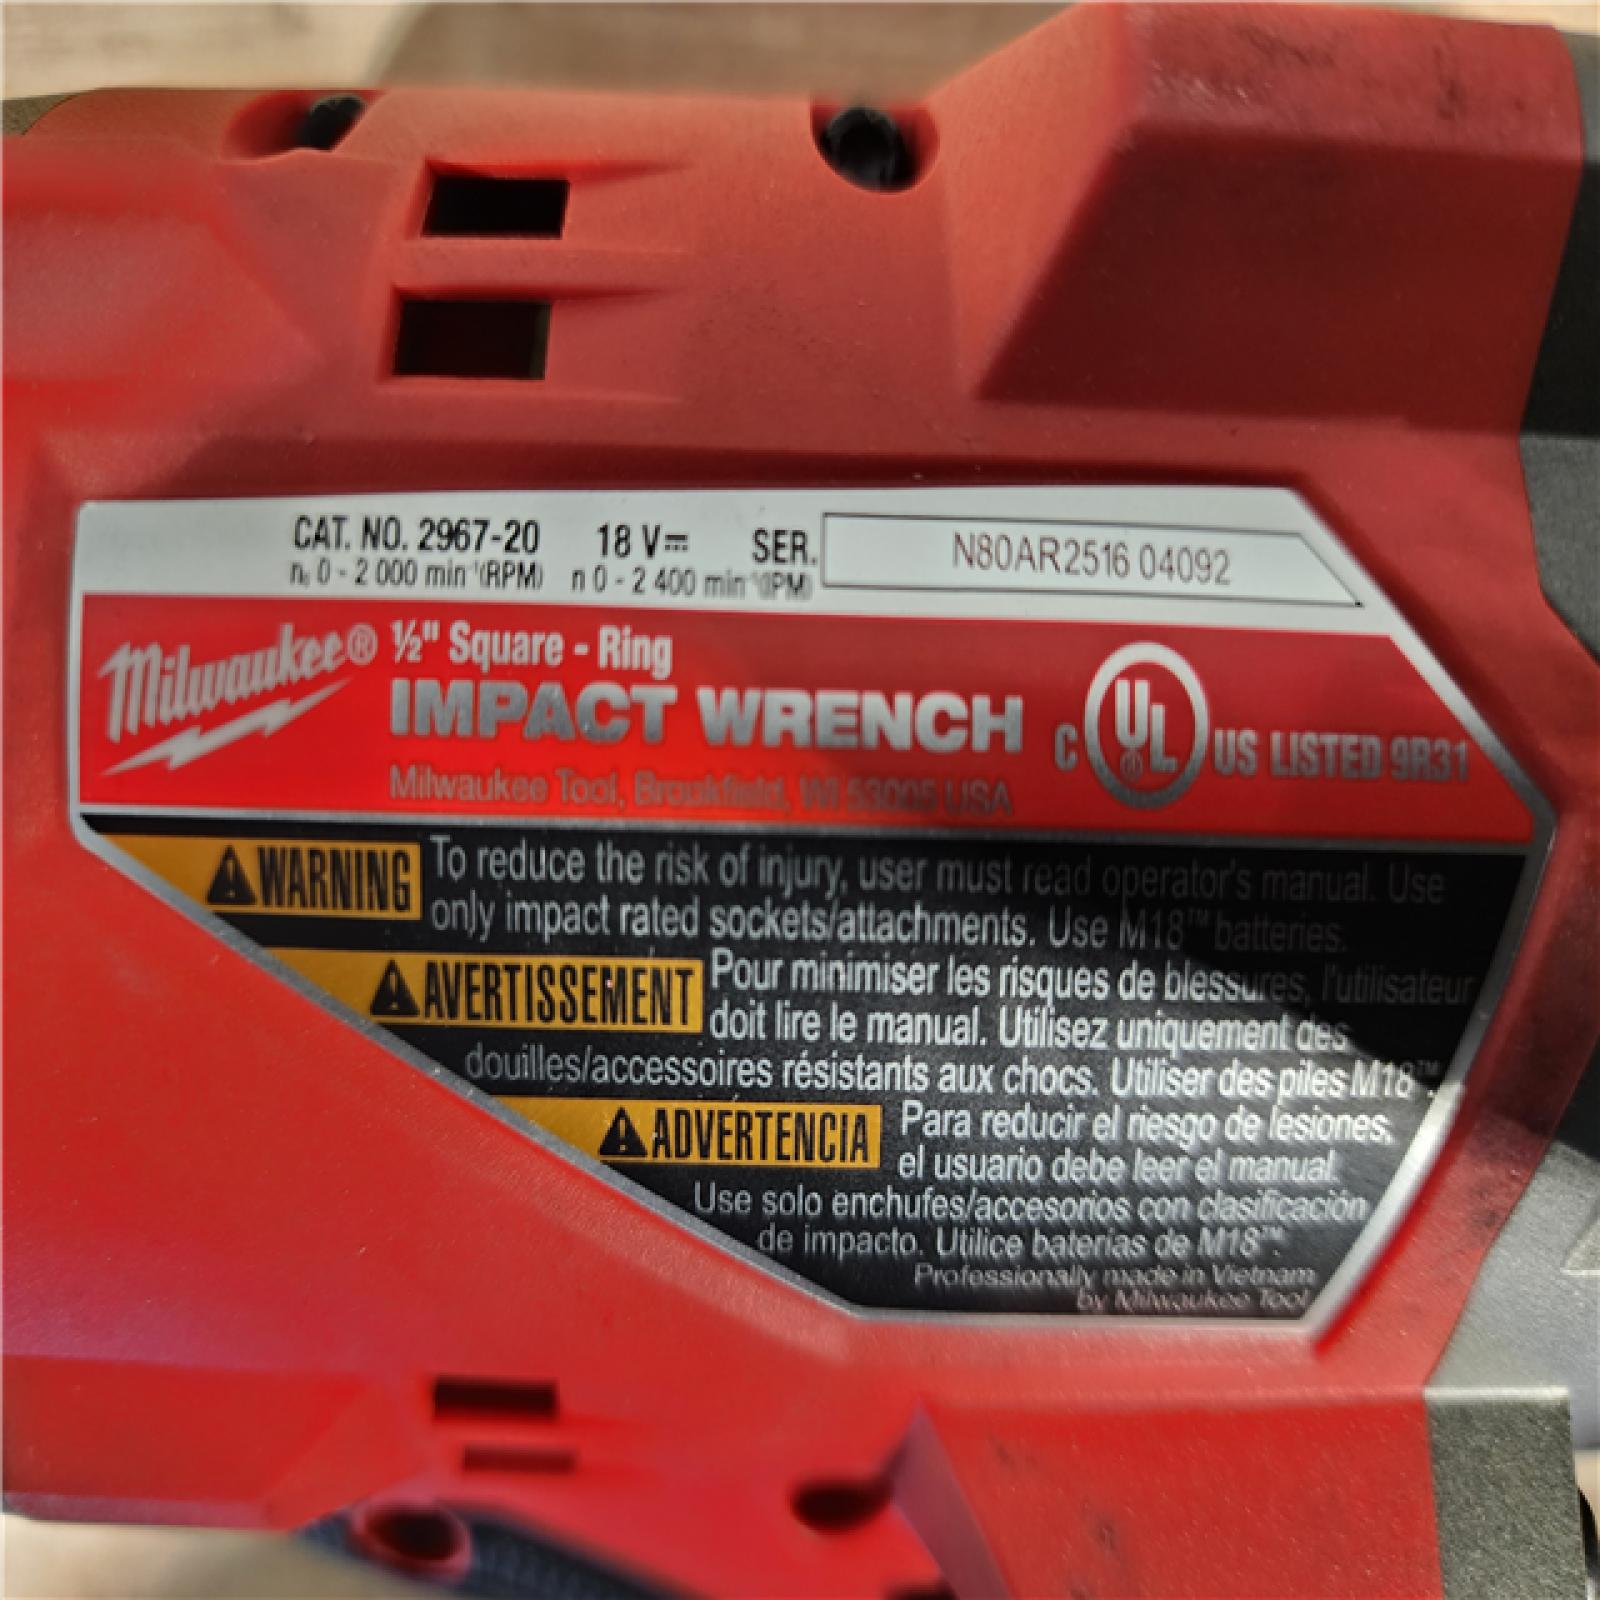 CAT. NO. 2967-20 18 V⎓ SER. N80AR2516 04092
n₀ 0 - 2 000 min⁻¹(RPM) n 0 - 2 400 min⁻¹(IPM)
Milwaukee® ½" Square - Ring
IMPACT WRENCH
C UL US LISTED 9R31
Milwaukee Tool, Brookfield, WI 53005 USA
WARNING To reduce the risk of injury, user must read operator's manual. Use
only impact rated sockets/attachments. Use M18™ batteries.
AVERTISSEMENT Pour minimiser les risques de blessures, l'utilisateur
doit lire le manual. Utilisez uniquement des
douilles/accessoires résistants aux chocs. Utiliser des piles M18™.
ADVERTENCIA Para reducir el riesgo de lesiones,
el usuario debe leer el manual.
Use solo enchufes/accesorios con clasificación
de impacto. Utilice baterías de M18™.
Professionally made in Vietnam
by Milwaukee Tool